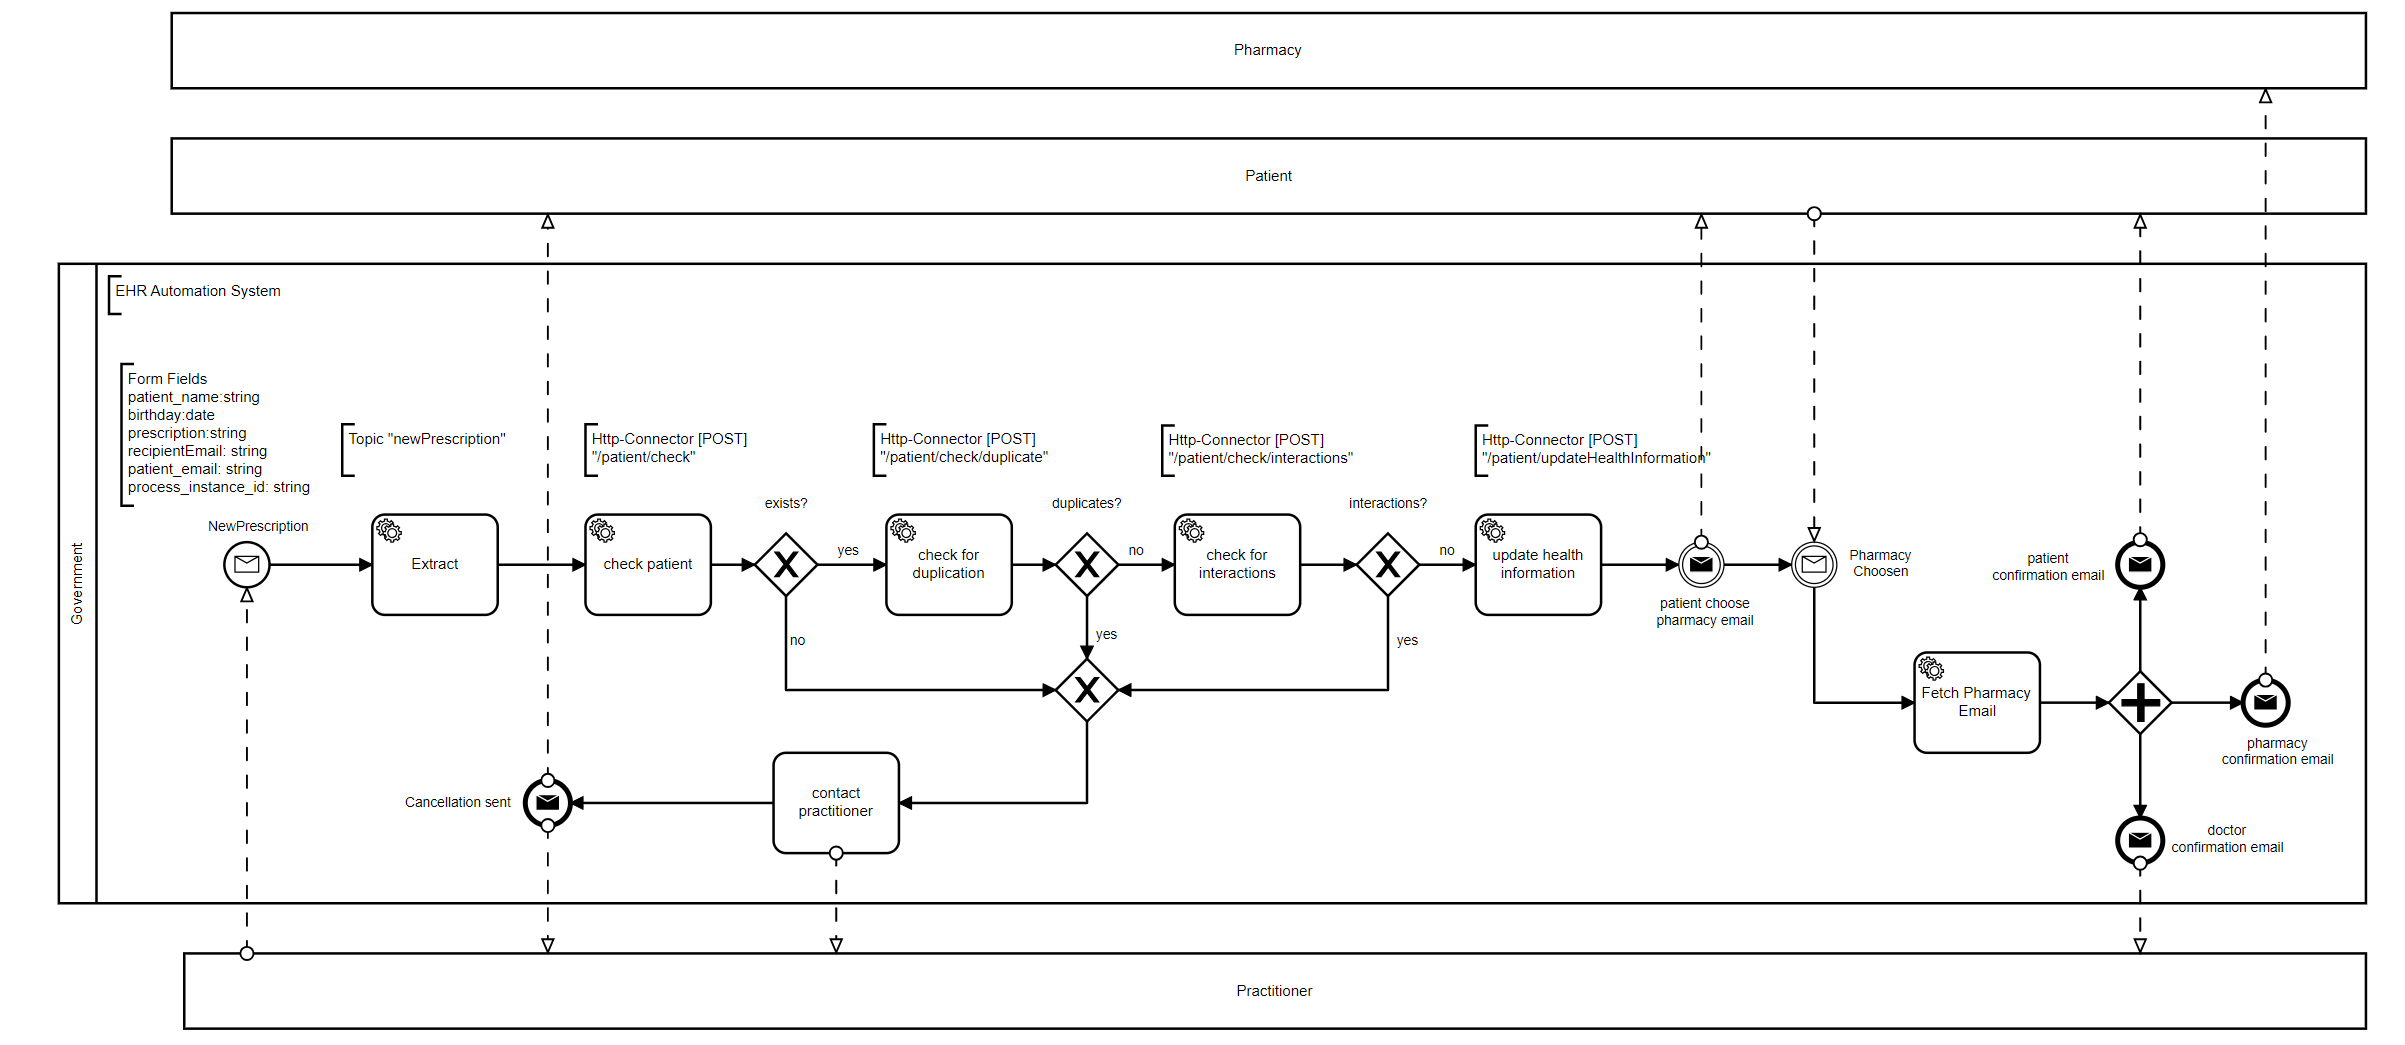 Pharmacy
Patient
Government
EHR Automation System
Form Fields
patient_name:string
birthday:date
prescription:string
recipientEmail: string
patient_email: string
process_instance_id: string
Topic "newPrescription"
Http-Connector [POST]
"/patient/check"
Http-Connector [POST]
"/patient/check/duplicate"
Http-Connector [POST]
"/patient/check/interactions"
Http-Connector [POST]
"/patient/updateHealthInformation"
NewPrescription
Extract
check patient
exists?
yes
no
check for
duplication
duplicates?
no
yes
check for
interactions
interactions?
no
yes
update health
information
patient choose
pharmacy email
Pharmacy
Choosen
patient
confirmation email
Fetch Pharmacy
Email
pharmacy
confirmation email
doctor
confirmation email
contact
practitioner
Cancellation sent
Practitioner